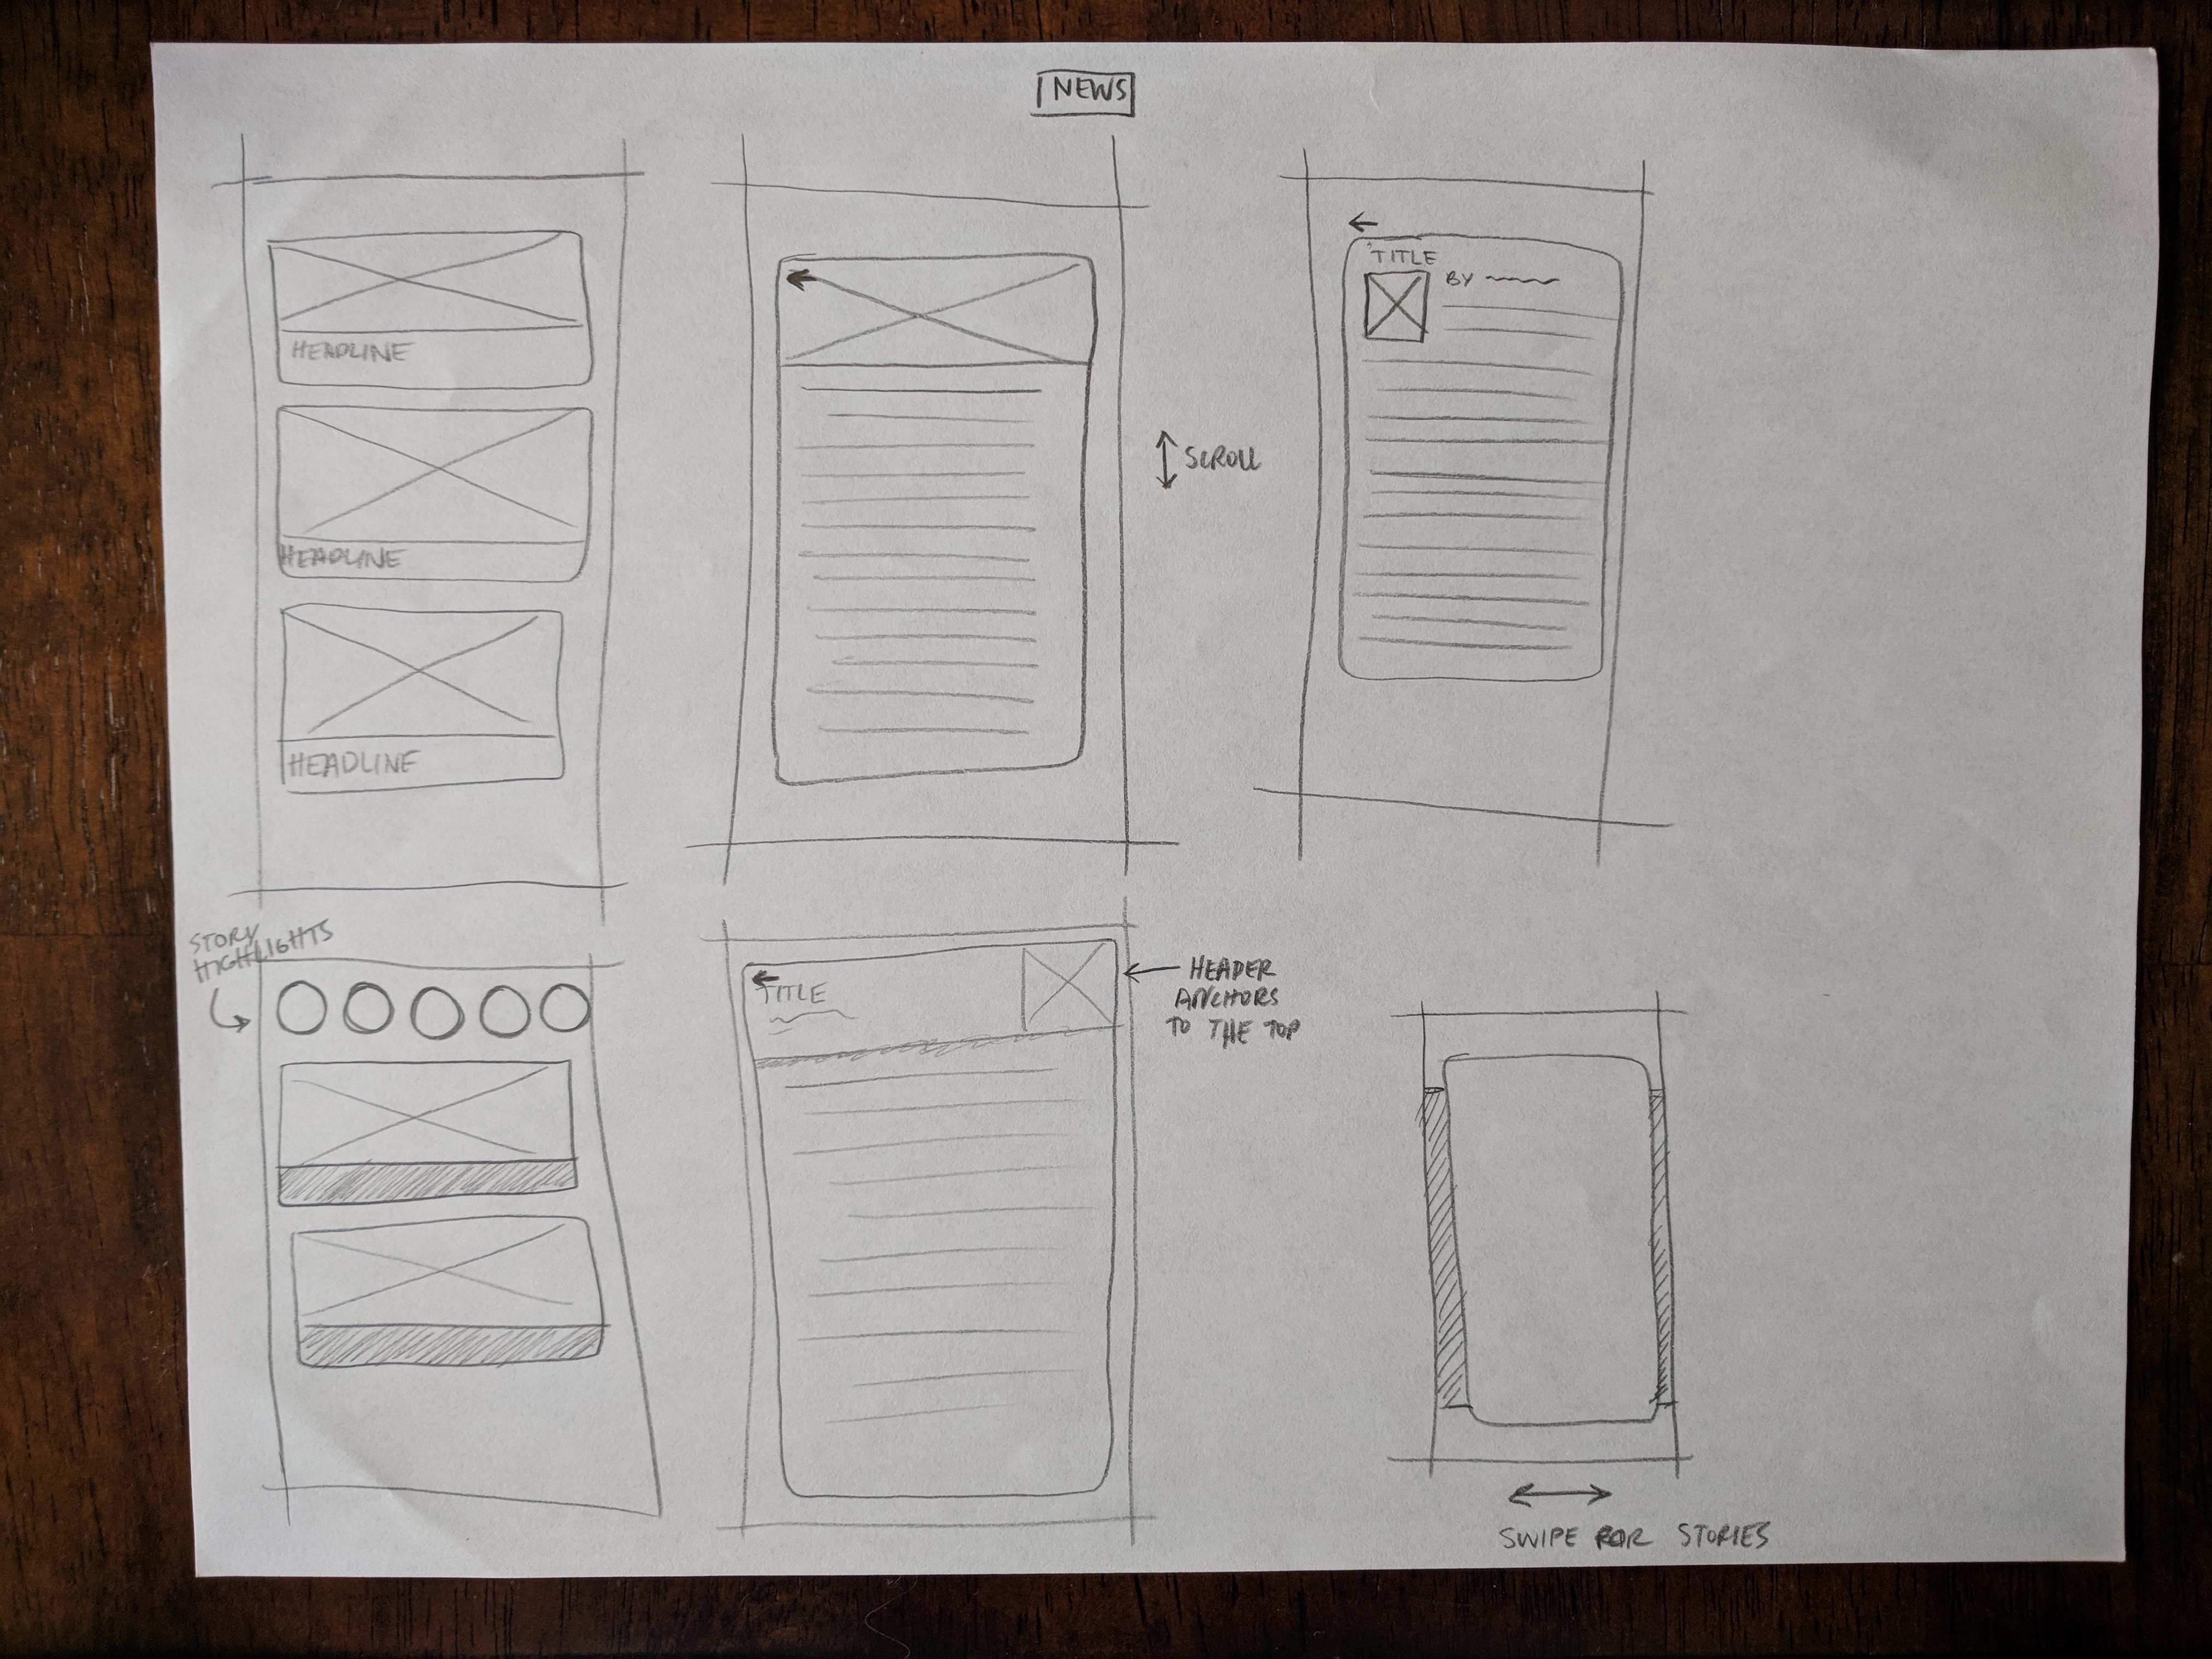 NEWS
HEADLINE
HEADLINE
HEADLINE
SCROLL
TITLE
BY
STORY
HIGHLIGHTS
TITLE
HEADER
ANCHORS
TO THE TOP
SWIPE FOR STORIES